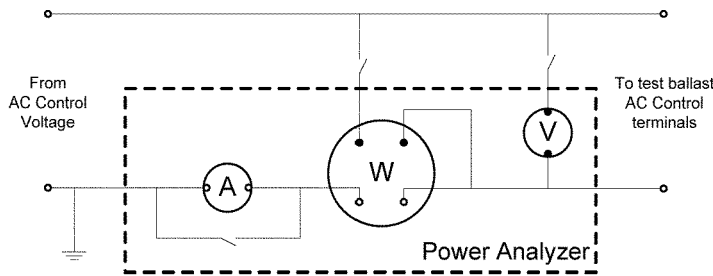 From
AC Control
Voltage
To test ballast
AC Control
terminals
A
W
V
Power Analyzer